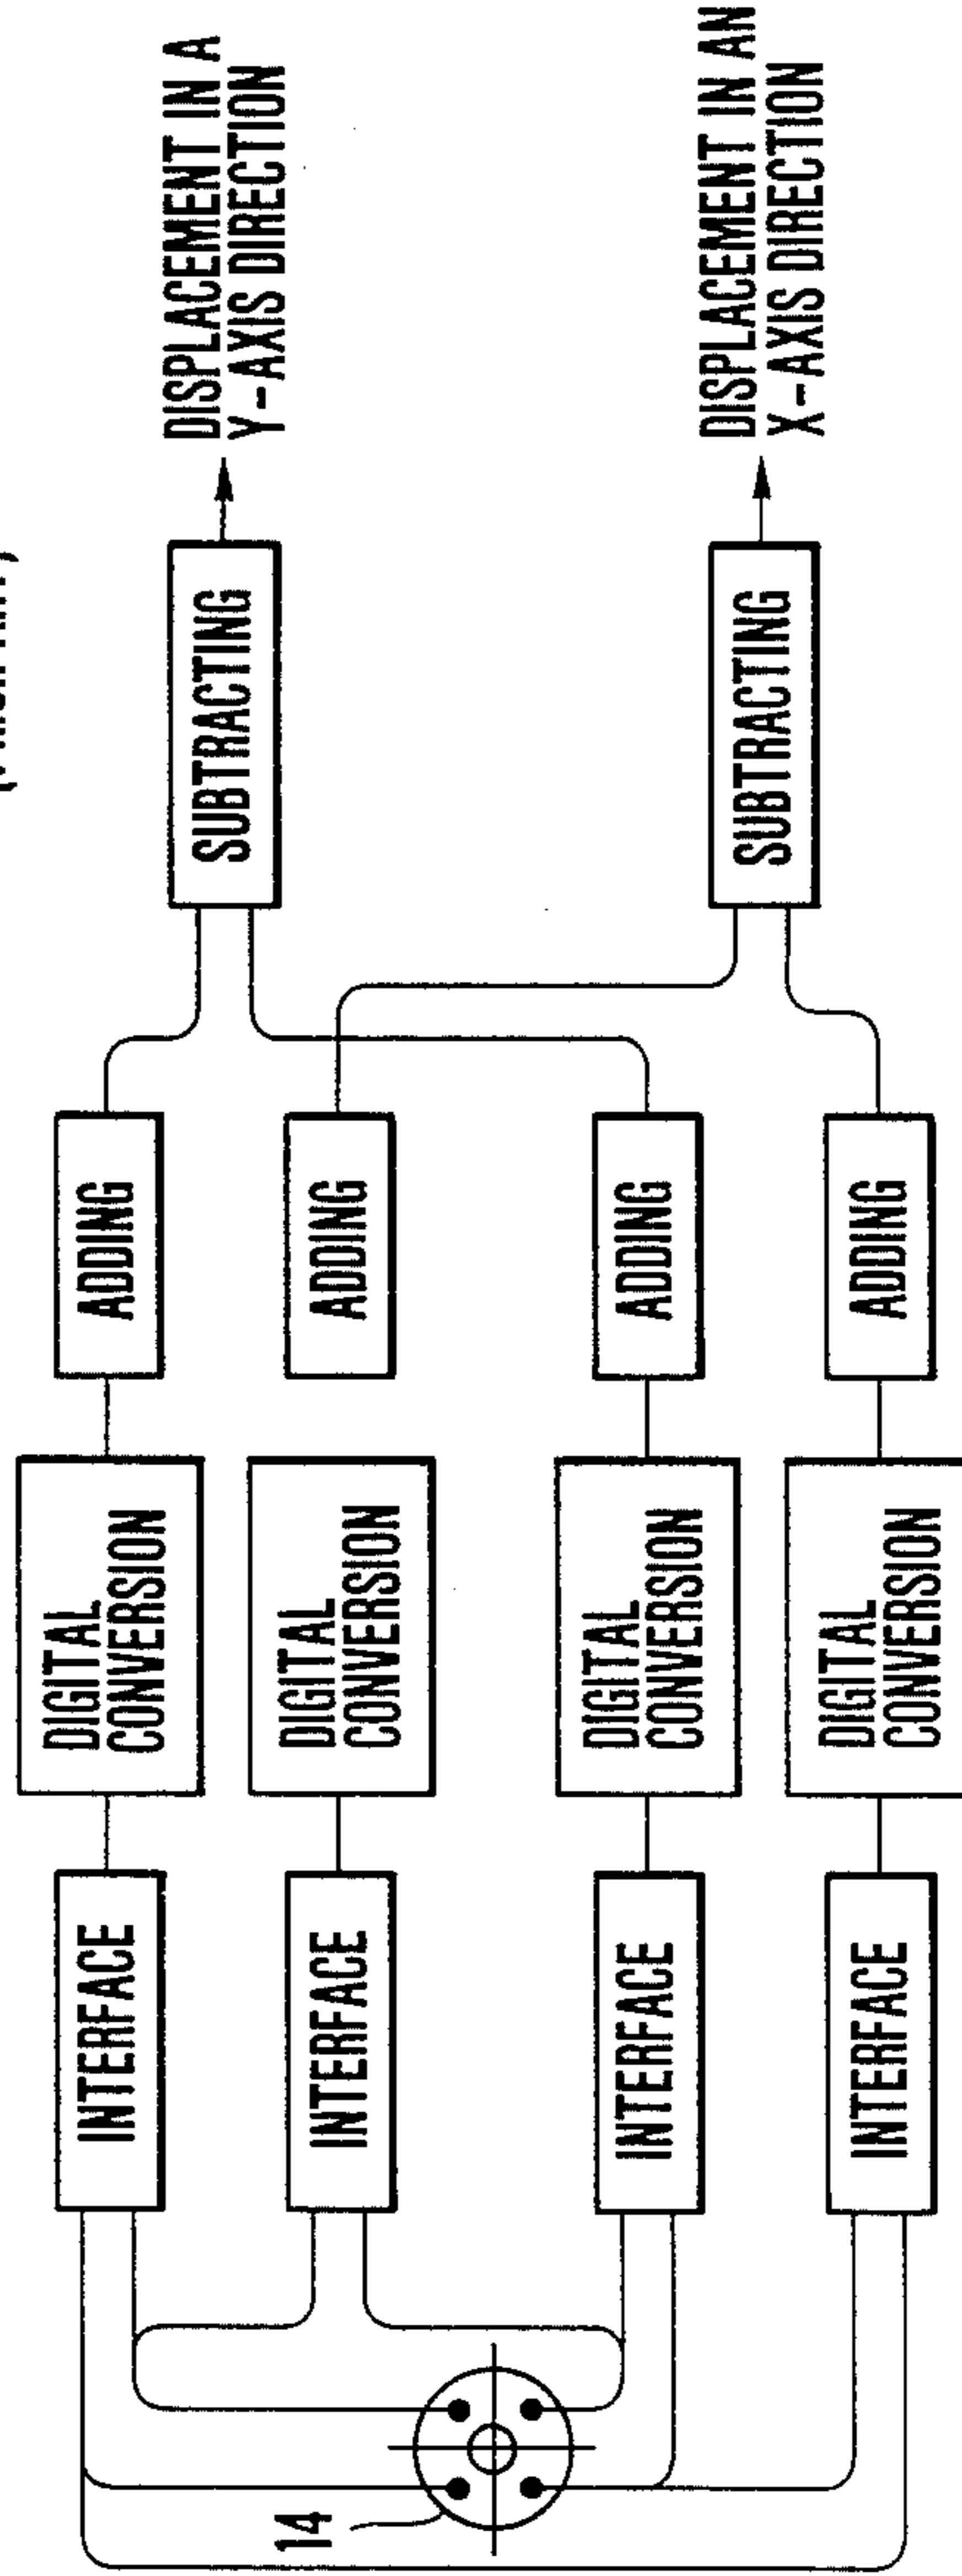 14
INTERFACE
DIGITAL
CONVERSION
ADDING
SUBTRACTING
DISPLACEMENT IN A
Y-AXIS DIRECTION
INTERFACE
DIGITAL
CONVERSION
ADDING
INTERFACE
DIGITAL
CONVERSION
ADDING
SUBTRACTING
DISPLACEMENT IN AN
X-AXIS DIRECTION
INTERFACE
DIGITAL
CONVERSION
ADDING